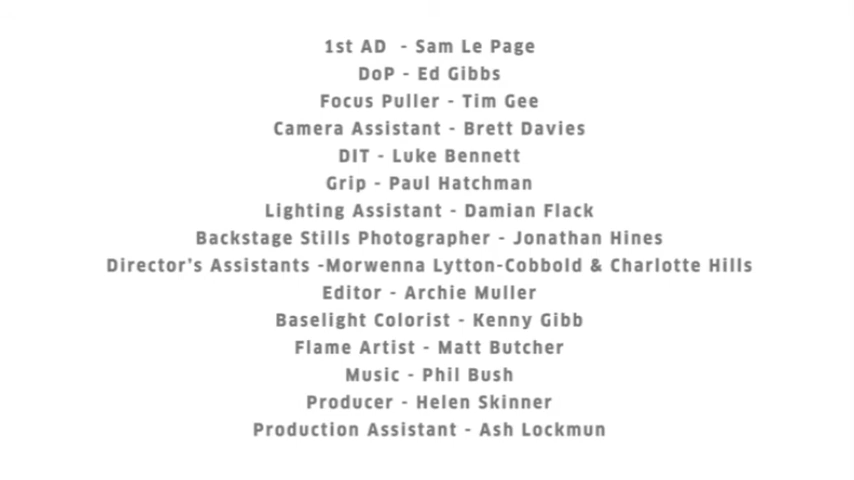 1st AD  - Sam Le Page
DoP - Ed Gibbs
Focus Puller - Tim Gee
Camera Assistant - Brett Davies
DIT - Luke Bennett
Grip - Paul Hatchman
Lighting Assistant - Damian Flack
Backstage Stills Photographer - Jonathan Hines
Director's Assistants -Morwenna Lytton-Cobbold & Charlotte Hills
Editor - Archie Muller
Baselight Colorist - Kenny Gibb
Flame Artist - Matt Butcher
Music - Phil Bush
Producer - Helen Skinner
Production Assistant - Ash Lockmun